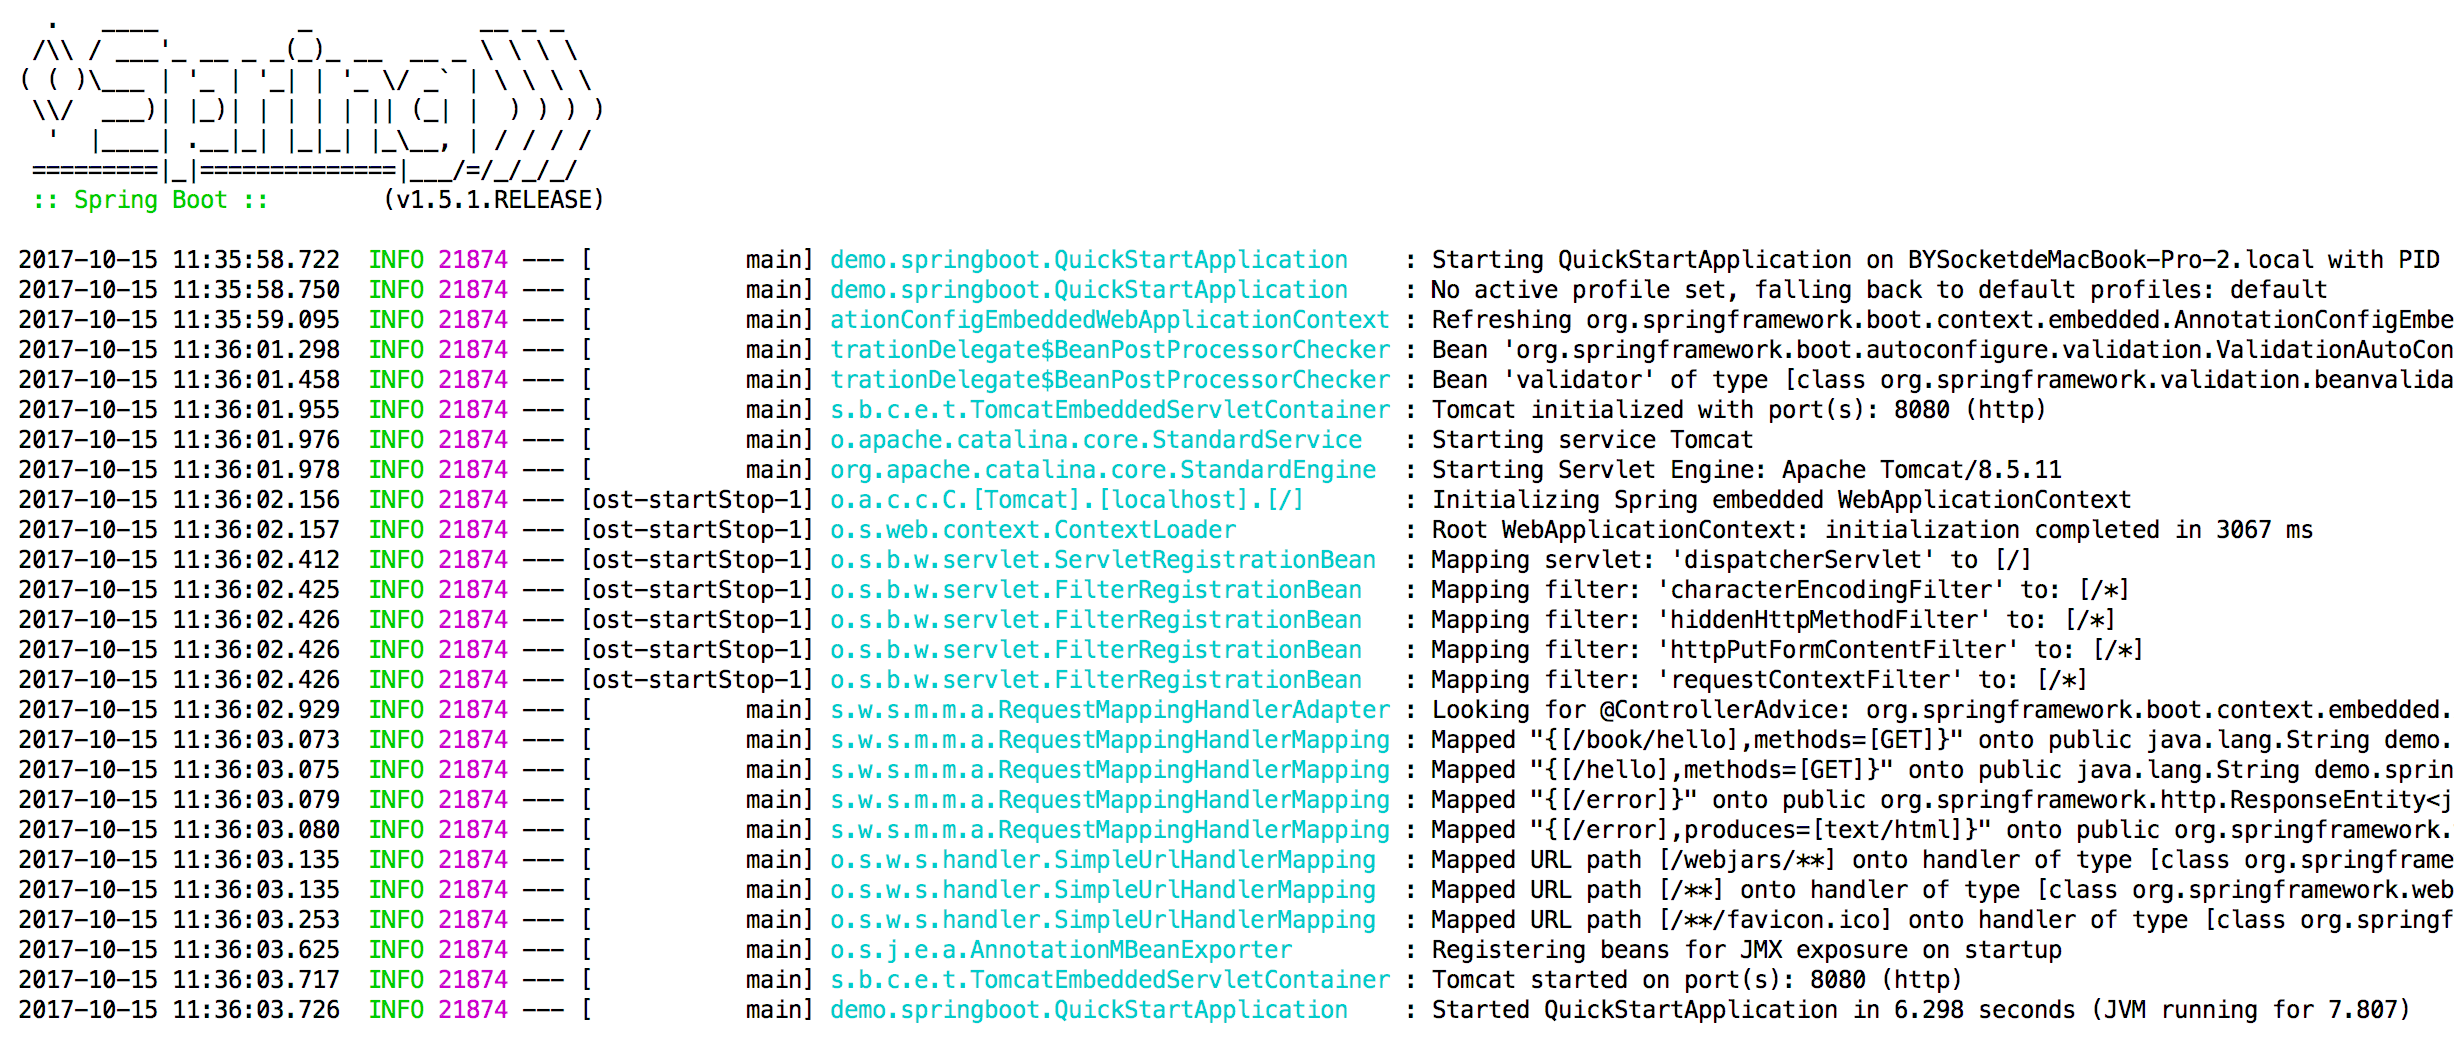 .   ____          _            __ _ _
 /\\ / ___'_ __ _ _(_)_ __  __ _ \ \ \ \
( ( )\___ | '_ | '_| | '_ \/ _` | \ \ \ \
 \\/  ___)| |_)| | | | | || (_| |  ) ) ) )
  '  |____| .__|_| |_|_| |_\__, | / / / /
 =========|_|==============|___/=/_/_/_/
 :: Spring Boot ::        (v1.5.1.RELEASE)
2017-10-15 11:35:58.722  INFO 21874 --- [           main] demo.springboot.QuickStartApplication    : Starting QuickStartApplication on BYSocketdeMacBook-Pro-2.local with PID
2017-10-15 11:35:58.750  INFO 21874 --- [           main] demo.springboot.QuickStartApplication    : No active profile set, falling back to default profiles: default
2017-10-15 11:35:59.095  INFO 21874 --- [           main] ationConfigEmbeddedWebApplicationContext : Refreshing org.springframework.boot.context.embedded.AnnotationConfigEmbe
2017-10-15 11:36:01.298  INFO 21874 --- [           main] trationDelegate$BeanPostProcessorChecker : Bean 'org.springframework.boot.autoconfigure.validation.ValidationAutoCon
2017-10-15 11:36:01.458  INFO 21874 --- [           main] trationDelegate$BeanPostProcessorChecker : Bean 'validator' of type [class org.springframework.validation.beanvalida
2017-10-15 11:36:01.955  INFO 21874 --- [           main] s.b.c.e.t.TomcatEmbeddedServletContainer : Tomcat initialized with port(s): 8080 (http)
2017-10-15 11:36:01.976  INFO 21874 --- [           main] o.apache.catalina.core.StandardService   : Starting service Tomcat
2017-10-15 11:36:01.978  INFO 21874 --- [           main] org.apache.catalina.core.StandardEngine  : Starting Servlet Engine: Apache Tomcat/8.5.11
2017-10-15 11:36:02.156  INFO 21874 --- [ost-startStop-1] o.a.c.c.C.[Tomcat].[localhost].[/]       : Initializing Spring embedded WebApplicationContext
2017-10-15 11:36:02.157  INFO 21874 --- [ost-startStop-1] o.s.web.context.ContextLoader            : Root WebApplicationContext: initialization completed in 3067 ms
2017-10-15 11:36:02.412  INFO 21874 --- [ost-startStop-1] o.s.b.w.servlet.ServletRegistrationBean  : Mapping servlet: 'dispatcherServlet' to [/]
2017-10-15 11:36:02.425  INFO 21874 --- [ost-startStop-1] o.s.b.w.servlet.FilterRegistrationBean   : Mapping filter: 'characterEncodingFilter' to: [/*]
2017-10-15 11:36:02.426  INFO 21874 --- [ost-startStop-1] o.s.b.w.servlet.FilterRegistrationBean   : Mapping filter: 'hiddenHttpMethodFilter' to: [/*]
2017-10-15 11:36:02.426  INFO 21874 --- [ost-startStop-1] o.s.b.w.servlet.FilterRegistrationBean   : Mapping filter: 'httpPutFormContentFilter' to: [/*]
2017-10-15 11:36:02.426  INFO 21874 --- [ost-startStop-1] o.s.b.w.servlet.FilterRegistrationBean   : Mapping filter: 'requestContextFilter' to: [/*]
2017-10-15 11:36:02.929  INFO 21874 --- [           main] s.w.s.m.m.a.RequestMappingHandlerAdapter : Looking for @ControllerAdvice: org.springframework.boot.context.embedded.
2017-10-15 11:36:03.073  INFO 21874 --- [           main] s.w.s.m.m.a.RequestMappingHandlerMapping : Mapped "{[/book/hello],methods=[GET]}" onto public java.lang.String demo.
2017-10-15 11:36:03.075  INFO 21874 --- [           main] s.w.s.m.m.a.RequestMappingHandlerMapping : Mapped "{[/hello],methods=[GET]}" onto public java.lang.String demo.sprin
2017-10-15 11:36:03.079  INFO 21874 --- [           main] s.w.s.m.m.a.RequestMappingHandlerMapping : Mapped "{[/error]}" onto public org.springframework.http.ResponseEntity<j
2017-10-15 11:36:03.080  INFO 21874 --- [           main] s.w.s.m.m.a.RequestMappingHandlerMapping : Mapped "{[/error],produces=[text/html]}" onto public org.springframework.
2017-10-15 11:36:03.135  INFO 21874 --- [           main] o.s.w.s.handler.SimpleUrlHandlerMapping  : Mapped URL path [/webjars/**] onto handler of type [class org.springframe
2017-10-15 11:36:03.135  INFO 21874 --- [           main] o.s.w.s.handler.SimpleUrlHandlerMapping  : Mapped URL path [/**] onto handler of type [class org.springframework.web
2017-10-15 11:36:03.253  INFO 21874 --- [           main] o.s.w.s.handler.SimpleUrlHandlerMapping  : Mapped URL path [/**/favicon.ico] onto handler of type [class org.springf
2017-10-15 11:36:03.625  INFO 21874 --- [           main] o.s.j.e.a.AnnotationMBeanExporter        : Registering beans for JMX exposure on startup
2017-10-15 11:36:03.717  INFO 21874 --- [           main] s.b.c.e.t.TomcatEmbeddedServletContainer : Tomcat started on port(s): 8080 (http)
2017-10-15 11:36:03.726  INFO 21874 --- [           main] demo.springboot.QuickStartApplication    : Started QuickStartApplication in 6.298 seconds (JVM running for 7.807)